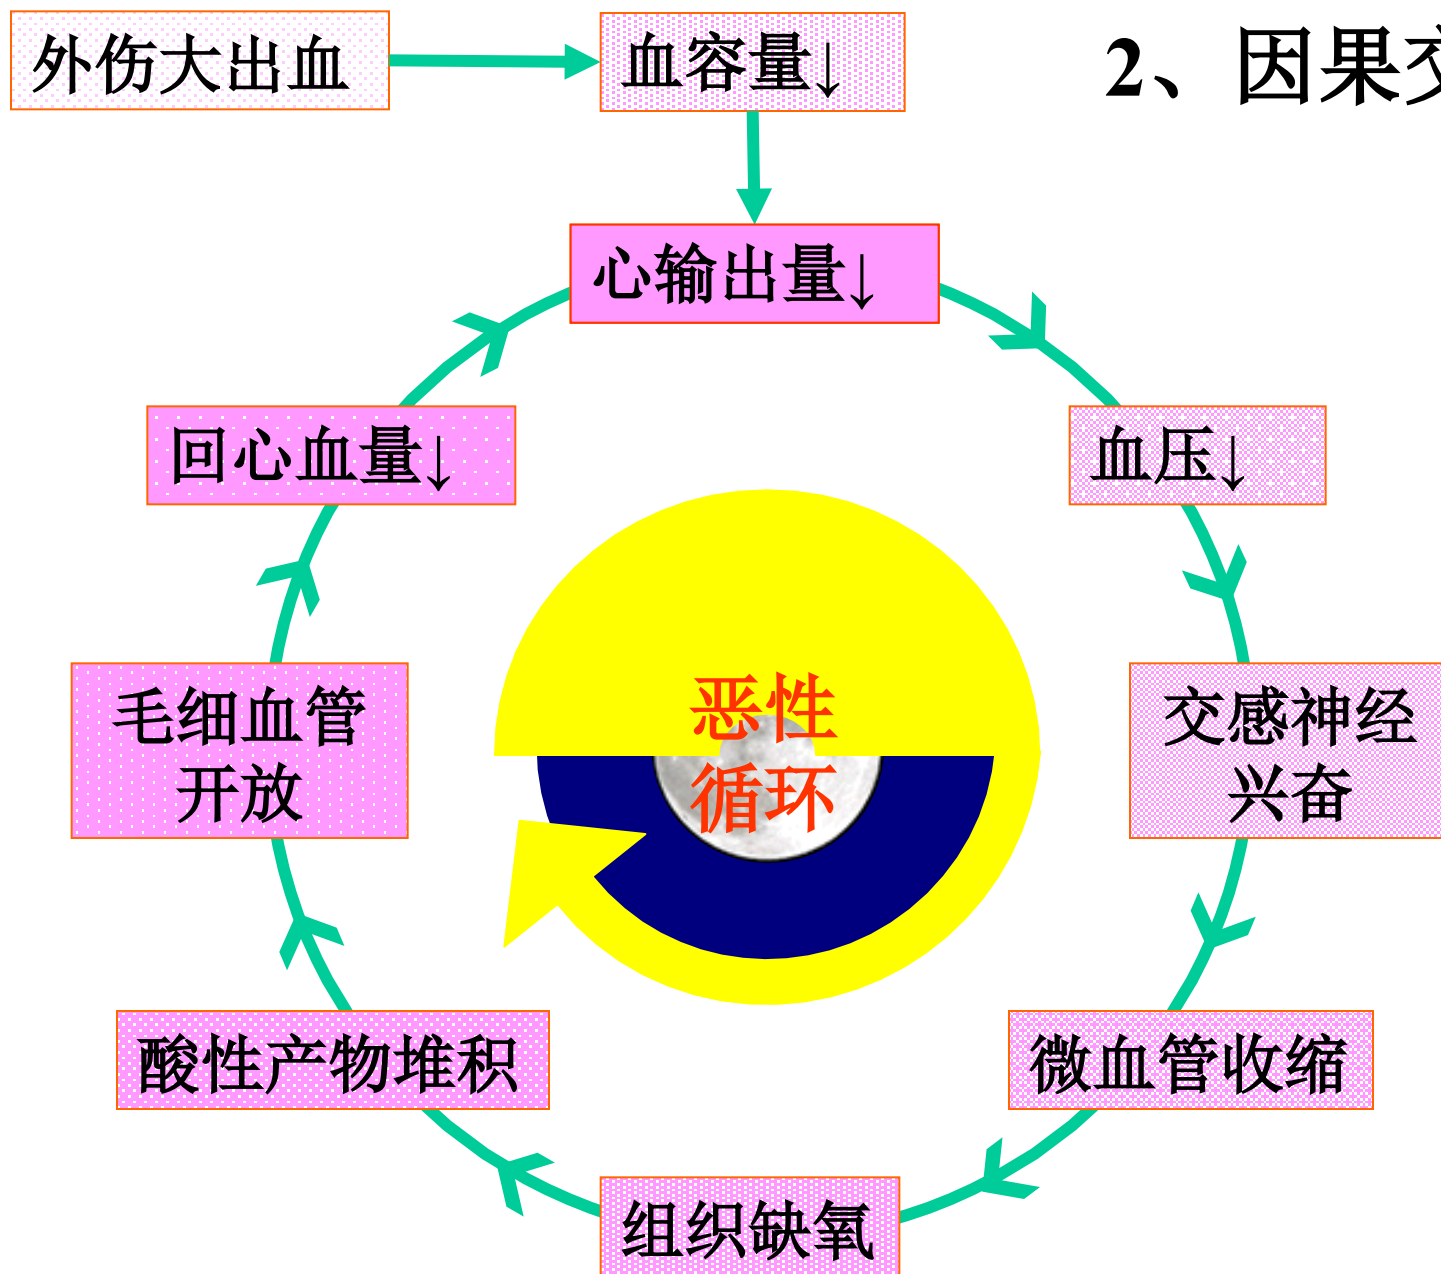 外伤大出血
血容量↓
2、因果交
心输出量↓
回心血量↓
血压↓
恶性
循环
毛细血管
开放
交感神经
兴奋
酸性产物堆积
微血管收缩
组织缺氧